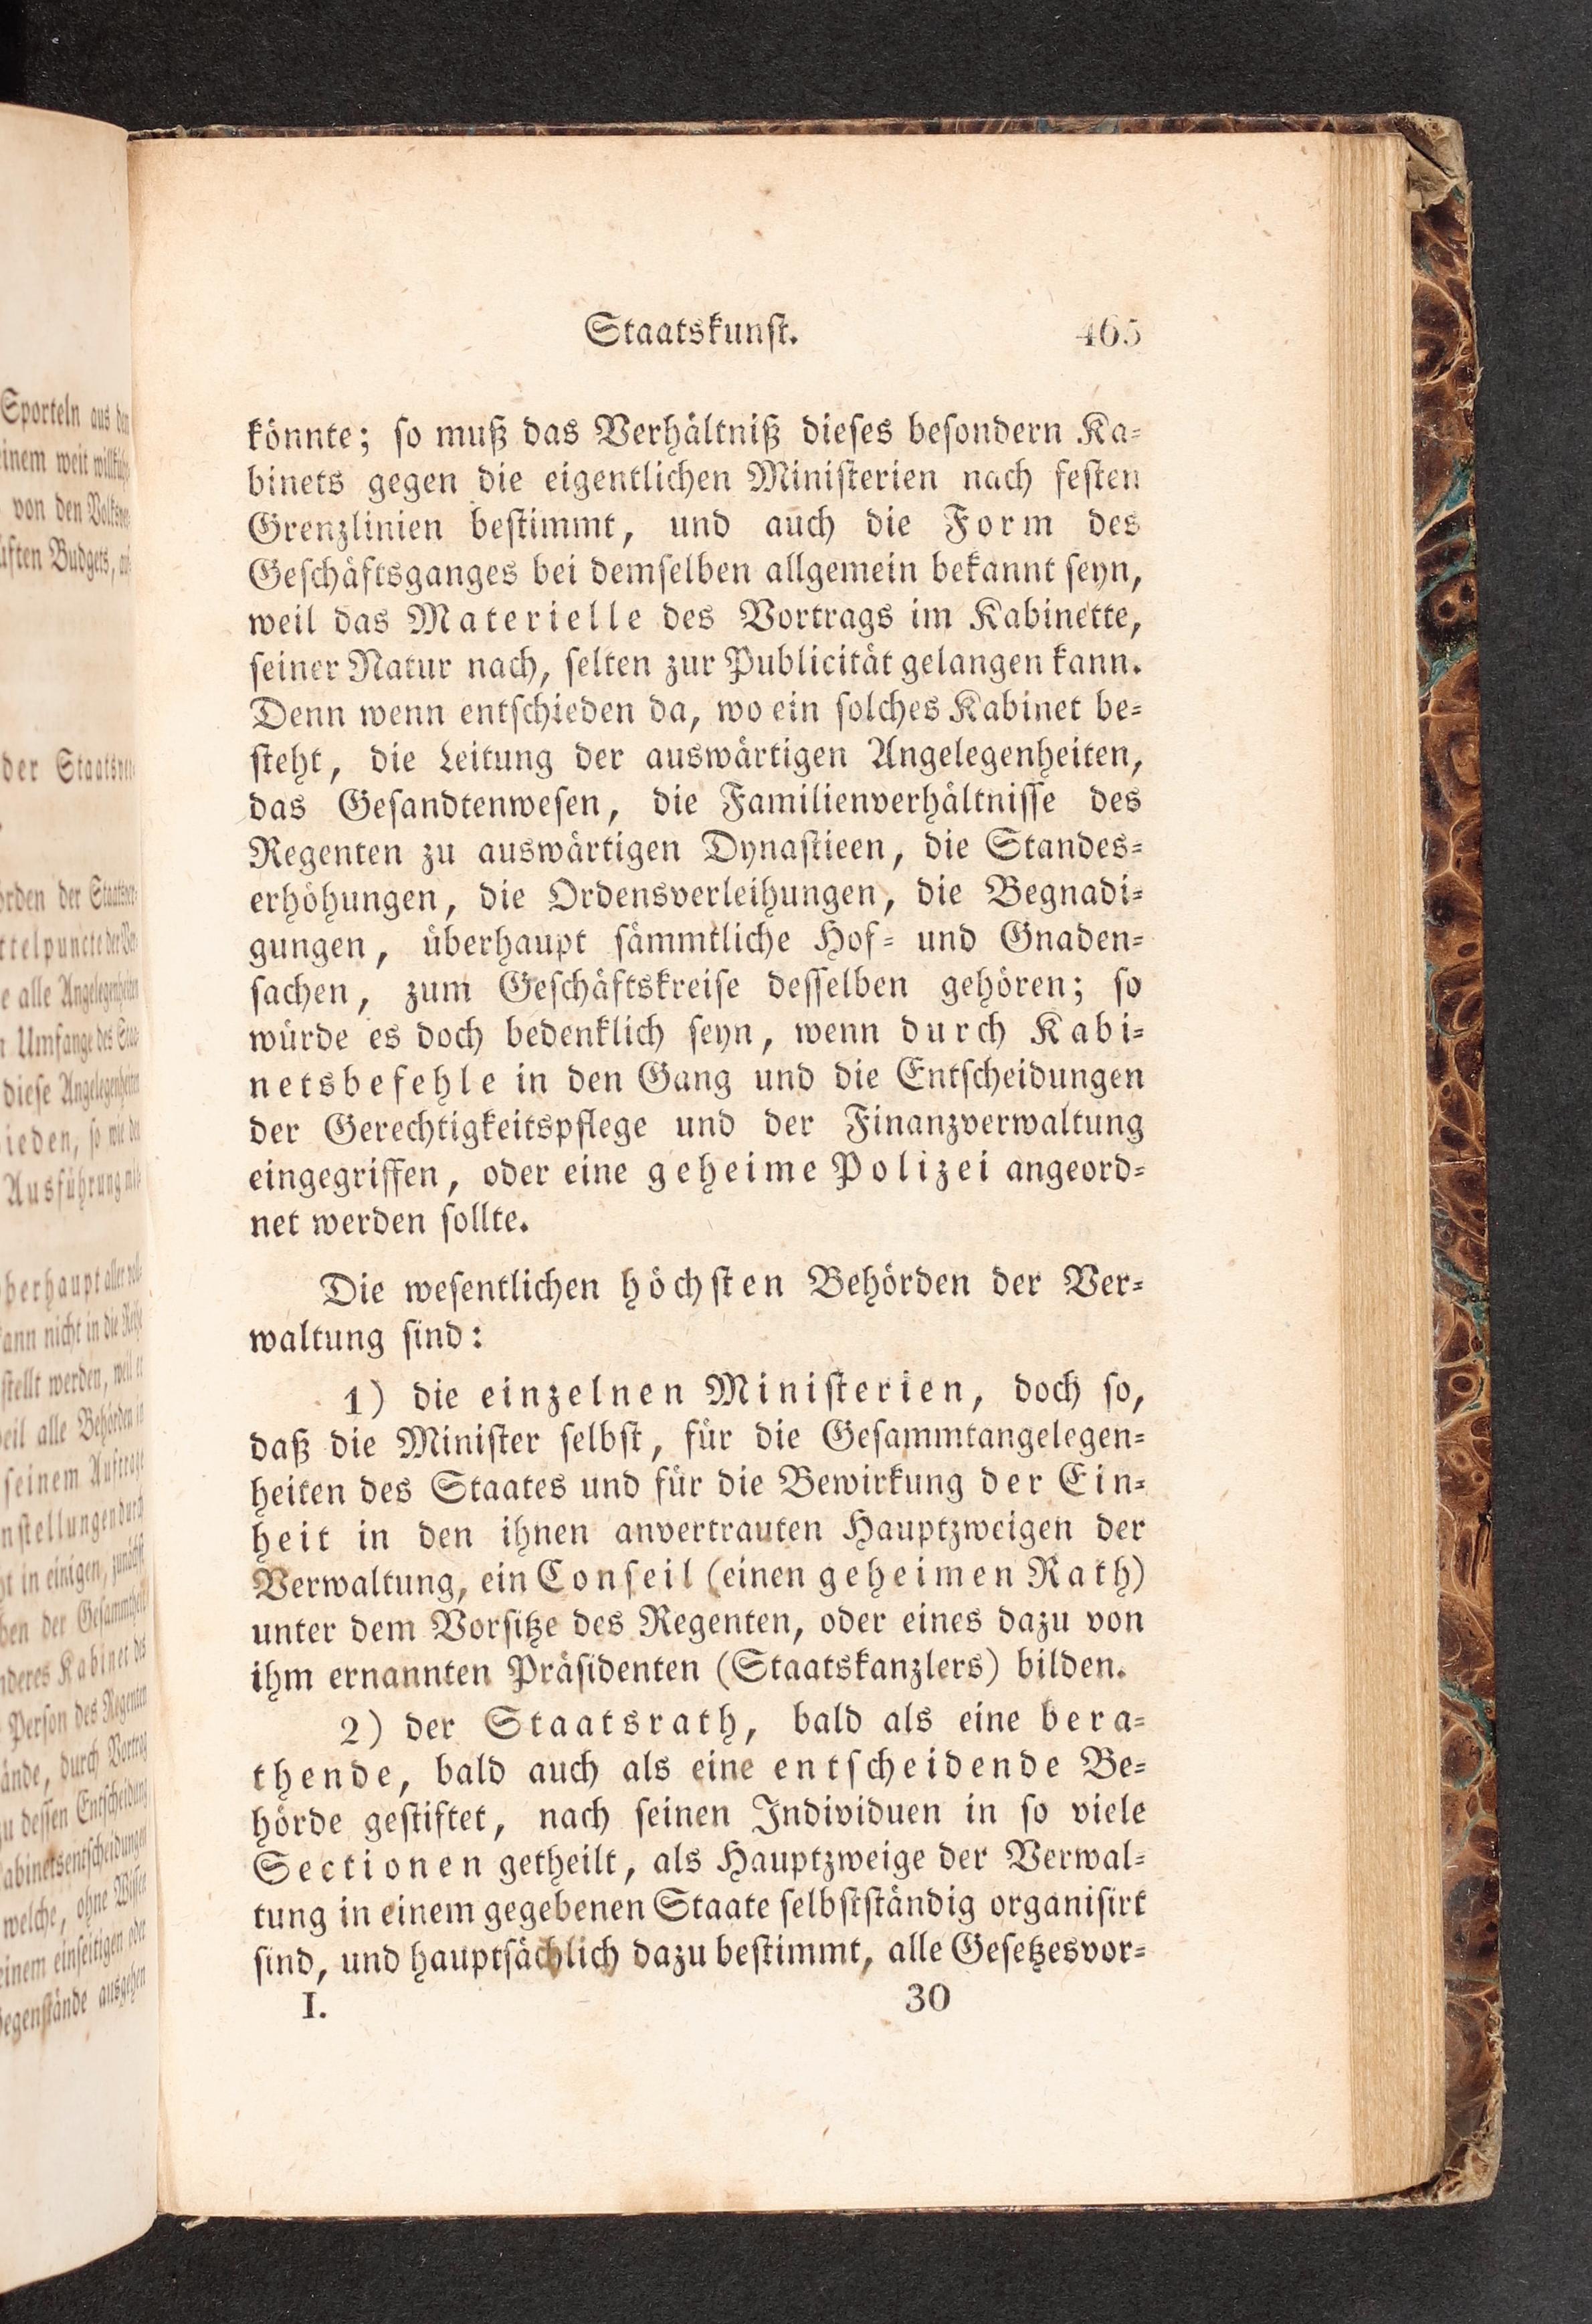 Staatskunst. 465
könnte; so muß das Verhältniß dieses besondern Ka-
binets gegen die eigentlichen Ministerien nach festen
Grenzlinien bestimmt, und auch die Form des
Geschäftsganges bei demselben allgemein bekannt seyn,
weil das Materielle des Vortrags im Kabinette,
seiner Natur nach, selten zur Publicität gelangen kann.
Denn wenn entschieden da, wo ein solches Kabinet be-
steht, die Leitung der auswärtigen Angelegenheiten,
das Gesandtenwesen, die Familienverhältnisse des
Regenten zu auswärtigen Dynastieen, die Standes-
erhöhungen, die Ordensverleihungen, die Begnadi-
gungen, überhaupt sämmtliche Hof- und Gnaden-
sachen, zum Geschäftskreise desselben gehören; so
würde es doch bedenklich seyn, wenn durch Kabi-
netsbefehle in den Gang und die Entscheidungen
der Gerechtigkeitspflege und der Finanzverwaltung
eingegriffen, oder eine geheime Polizei angeord-
net werden sollte.
Die wesentlichen höchsten Behörden der Ver-
waltung sind:
1) die einzelnen Ministerien, doch so,
daß die Minister selbst, für die Gesammtangelegen-
heiten des Staates und für die Bewirkung der Ein-
heit in den ihnen anvertrauten Hauptzweigen der
Verwaltung, ein Conseil (einen geheimen Rath)
unter dem Vorsitze des Regenten, oder eines dazu von
ihm ernannten Präsidenten (Staatskanzlers) bilden.
2) der Staatsrath, bald als eine bera-
thende, bald auch als eine entscheidende Be-
hörde gestiftet, nach seinen Individuen in so viele
Sectionen getheilt, als Hauptzweige der Verwal-
tung in einem gegebenen Staate selbstständig organisirt
sind, und hauptsächlich dazu bestimmt, alle Gesetzesvor-
I. 30